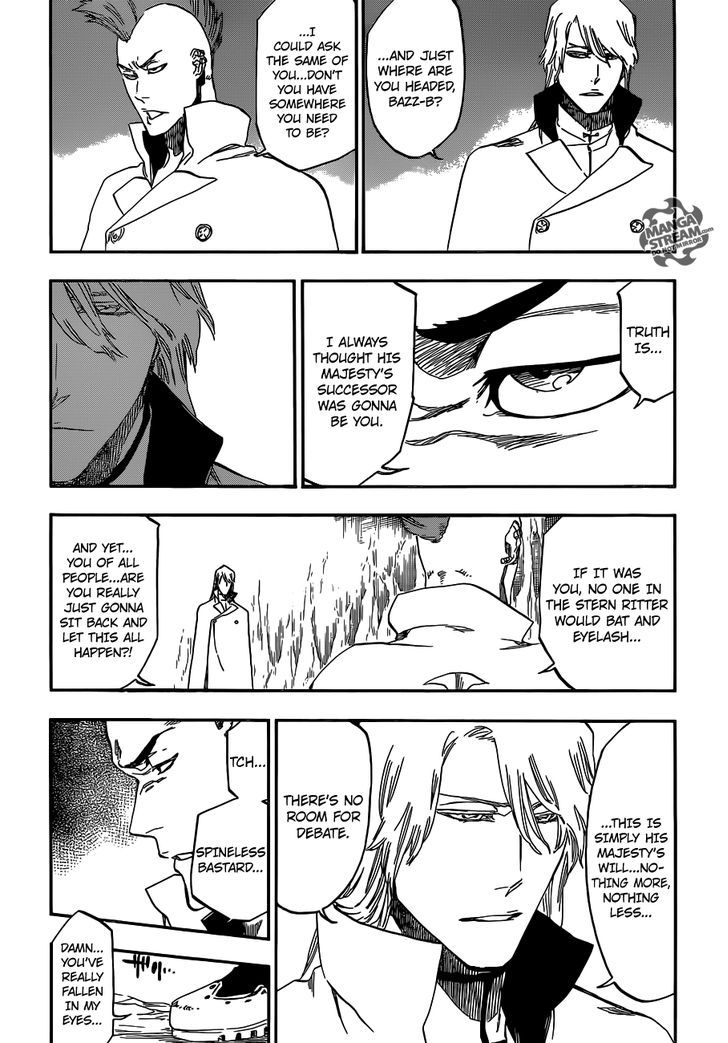 ...AND JUST
WHERE ARE
YOU HEADED,
BAZZ-B?
...I
COULD ASK
THE SAME OF
YOU...DON'T
YOU HAVE
SOMEWHERE
YOU NEED
TO BE?
MANGA
STREAM.com
DO NOT MIRROR
TRUTH
IS...
I ALWAYS
THOUGHT HIS
MAJESTY'S
SUCCESSOR
WAS GONNA
BE YOU.
IF IT WAS
YOU, NO ONE IN
THE STERN RITTER
WOULD BAT AND
EYELASH...
AND YET...
YOU OF ALL
PEOPLE...ARE
YOU REALLY
JUST GONNA
SIT BACK AND
LET THIS ALL
HAPPEN?!
...THIS IS
SIMPLY HIS
MAJESTY'S
WILL...NO-
THING MORE,
NOTHING
LESS...
THERE'S NO
ROOM FOR
DEBATE.
TCH...
SPINELESS
BASTARD...
DAMN...
YOU'VE
REALLY
FALLEN
IN MY
EYES...